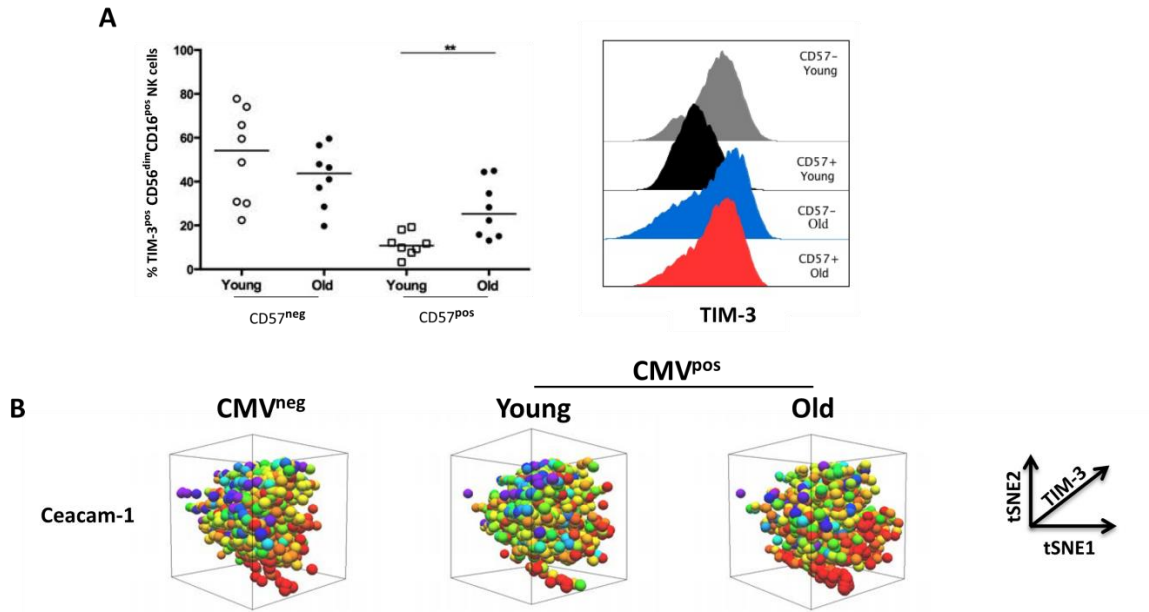 A
% TIM-3pos CD56dimCD16pos NK cells
100
80
60
40
20
0
**
Young
Old
Young
Old
CD57neg
CD57pos
CD57-
Young
CD57+
Young
CD57-
Old
CD57+
Old
TIM-3
CMVpos
B
CMVneg
Young
Old
Ceacam-1
tSNE2
TIM-3
tSNE1